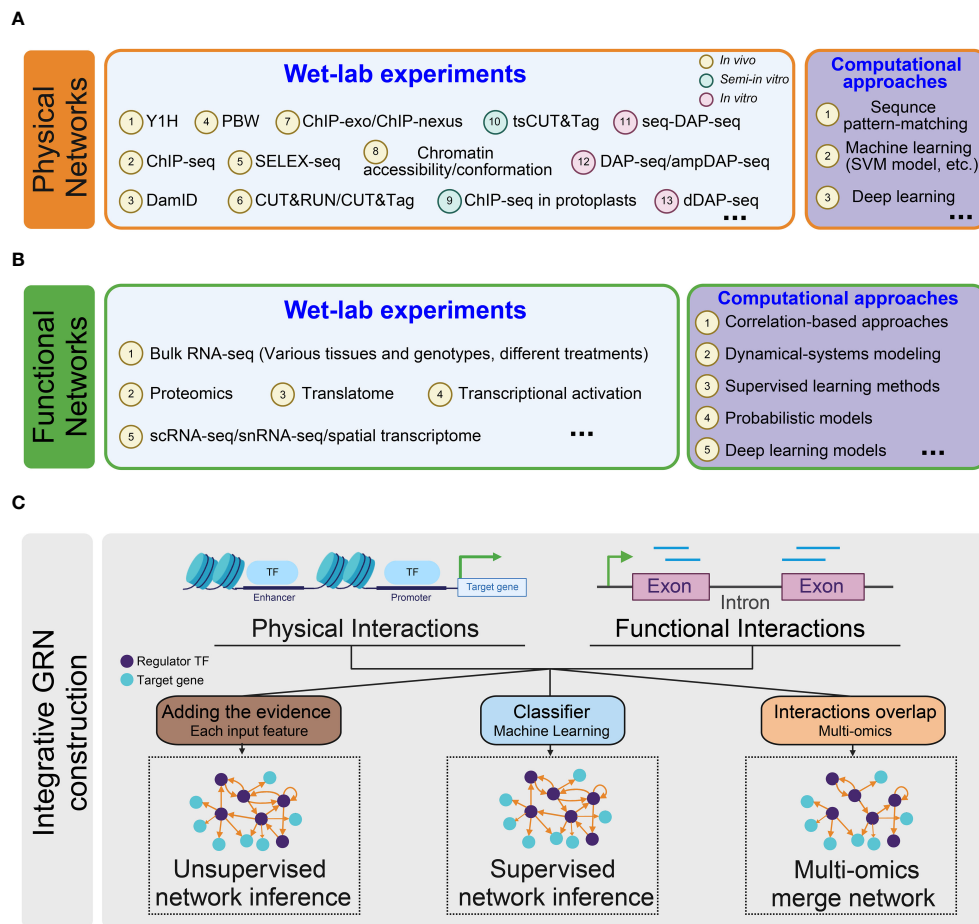 A
Physical
Networks
Wet-lab experiments
In vivo
Semi-in vitro
In vitro
1 Y1H
4 PBW
7 ChIP-exo/ChIP-nexus
10 tsCUT&Tag
11 seq-DAP-seq
2 ChIP-seq
5 SELEX-seq
8 Chromatin
accessibility/conformation
12 DAP-seq/ampDAP-seq
3 DamID
6 CUT&RUN/CUT&Tag
9 ChIP-seq in protoplasts
13 dDAP-seq
...
Computational
approaches
1 Sequnce
pattern-matching
2 Machine learning
(SVM model, etc.)
3 Deep learning
...
B
Functional
Networks
Wet-lab experiments
1 Bulk RNA-seq (Various tissues and genotypes, different treatments)
2 Proteomics
3 Translatome
4 Transcriptional activation
5 scRNA-seq/snRNA-seq/spatial transcriptome
...
Computational approaches
1 Correlation-based approaches
2 Dynamical-systems modeling
3 Supervised learning methods
4 Probabilistic models
5 Deep learning models
...
C
Integrative GRN
construction
TF
Enhancer
TF
Promoter
Target gene
Exon
Intron
Exon
Physical Interactions
Functional Interactions
Regulator TF
Target gene
Adding the evidence
Each input feature
Classifier
Machine Learning
Interactions overlap
Multi-omics
Unsupervised
network inference
Supervised
network inference
Multi-omics
merge network